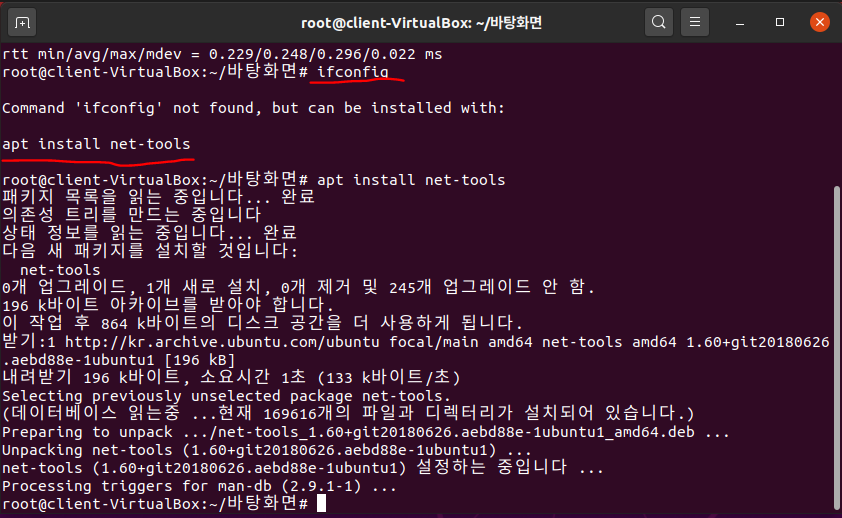 root@client-VirtualBox: ~/바탕화면
rtt min/avg/max/mdev = 0.229/0.248/0.296/0.022 ms
root@client-VirtualBox:~/바탕화면# ifconfig
Command 'ifconfig' not found, but can be installed with:
apt install net-tools
root@client-VirtualBox:~/바탕화면# apt install net-tools
패키지 목록을 읽는 중입니다... 완료
의존성 트리를 만드는 중입니다
상태 정보를 읽는 중입니다... 완료
다음 새 패키지를 설치할 것입니다:
  net-tools
0개 업그레이드, 1개 새로 설치, 0개 제거 및 245개 업그레이드 안 함.
196 k바이트 아카이브를 받아야 합니다.
이 작업 후 864 k바이트의 디스크 공간을 더 사용하게 됩니다.
받기:1 http://kr.archive.ubuntu.com/ubuntu focal/main amd64 net-tools amd64 1.60+git20180626
.aebd88e-1ubuntu1 [196 kB]
내려받기 196 k바이트, 소요시간 1초 (133 k바이트/초)
Selecting previously unselected package net-tools.
(데이터베이스 읽는중 ...현재 169616개의 파일과 디렉터리가 설치되어 있습니다.)
Preparing to unpack .../net-tools_1.60+git20180626.aebd88e-1ubuntu1_amd64.deb ...
Unpacking net-tools (1.60+git20180626.aebd88e-1ubuntu1) ...
net-tools (1.60+git20180626.aebd88e-1ubuntu1) 설정하는 중입니다 ...
Processing triggers for man-db (2.9.1-1) ...
root@client-VirtualBox:~/바탕화면#